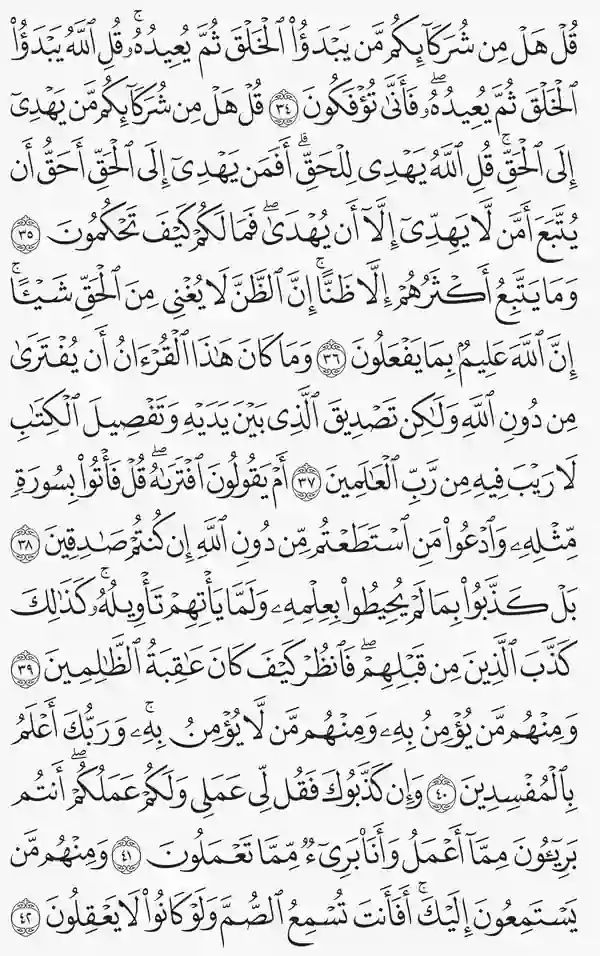 قُلْ هَلْ مِن شُرَكَآئِكُم مَّن يَبْدَؤُا۟ ٱلْخَلْقَ ثُمَّ يُعِيدُهُۥ ۚ قُلِ ٱللَّهُ يَبْدَؤُا۟
ٱلْخَلْقَ ثُمَّ يُعِيدُهُۥ ۖ فَأَنَّىٰ تُؤْفَكُونَ ٣٤ قُلْ هَلْ مِن شُرَكَآئِكُم مَّن يَهْدِىٓ
إِلَى ٱلْحَقِّ ۚ قُلِ ٱللَّهُ يَهْدِى لِلْحَقِّ ۗ أَفَمَن يَهْدِىٓ إِلَى ٱلْحَقِّ أَحَقُّ أَن
يُتَّبَعَ أَمَّن لَّا يَهِدِّىٓ إِلَّآ أَن يُهْدَىٰ ۖ فَمَا لَكُمْ كَيْفَ تَحْكُمُونَ ٣٥
وَمَا يَتَّبِعُ أَكْثَرُهُمْ إِلَّا ظَنًّا ۚ إِنَّ ٱلظَّنَّ لَا يُغْنِى مِنَ ٱلْحَقِّ شَيْـًٔا ۚ
إِنَّ ٱللَّهَ عَلِيمٌۢ بِمَا يَفْعَلُونَ ٣٦ وَمَا كَانَ هَٰذَا ٱلْقُرْءَانُ أَن يُفْتَرَىٰ
مِن دُونِ ٱللَّهِ وَلَٰكِن تَصْدِيقَ ٱلَّذِى بَيْنَ يَدَيْهِ وَتَفْصِيلَ ٱلْكِتَٰبِ
لَا رَيْبَ فِيهِ مِن رَّبِّ ٱلْعَٰلَمِينَ ٣٧ أَمْ يَقُولُونَ ٱفْتَرَىٰهُ ۖ قُلْ فَأْتُوا۟ بِسُورَةٍ
مِّثْلِهِۦ وَٱدْعُوا۟ مَنِ ٱسْتَطَعْتُم مِّن دُونِ ٱللَّهِ إِن كُنتُمْ صَٰدِقِينَ ٣٨
بَلْ كَذَّبُوا۟ بِمَا لَمْ يُحِيطُوا۟ بِعِلْمِهِۦ وَلَمَّا يَأْتِهِمْ تَأْوِيلُهُۥ ۚ كَذَٰلِكَ
كَذَّبَ ٱلَّذِينَ مِن قَبْلِهِمْ ۖ فَٱنظُرْ كَيْفَ كَانَ عَٰقِبَةُ ٱلظَّٰلِمِينَ ٣٩
وَمِنْهُم مَّن يُؤْمِنُ بِهِۦ وَمِنْهُم مَّن لَّا يُؤْمِنُ بِهِۦ ۚ وَرَبُّكَ أَعْلَمُ
بِٱلْمُفْسِدِينَ ٤٠ وَإِن كَذَّبُوكَ فَقُل لِّى عَمَلِى وَلَكُمْ عَمَلُكُمْ ۖ أَنتُم
بَرِيٓـُٔونَ مِمَّآ أَعْمَلُ وَأَنَا۠ بَرِىٓءٌ مِّمَّا تَعْمَلُونَ ٤١ وَمِنْهُم مَّن
يَسْتَمِعُونَ إِلَيْكَ ۚ أَفَأَنتَ تُسْمِعُ ٱلصُّمَّ وَلَوْ كَانُوا۟ لَا يَعْقِلُونَ ٤٢